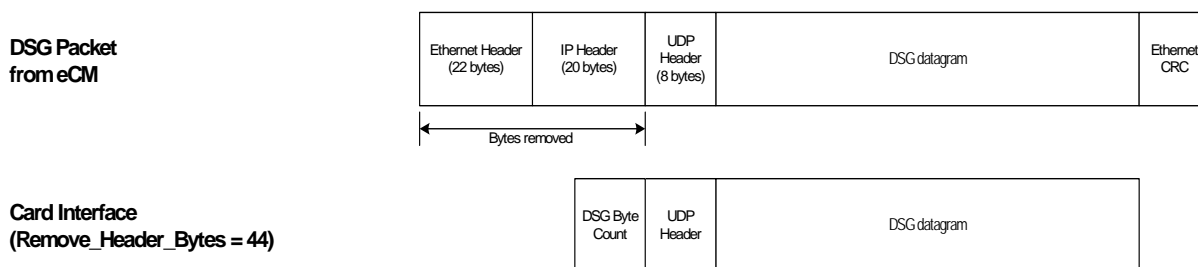 DSG Packet
from eCM
Ethernet Header
(22 bytes)
IP Header
(20 bytes)
UDP
Header
(8 bytes)
DSG datagram
Ethernet
CRC
Bytes removed
Card Interface
(Remove_Header_Bytes = 44)
DSG Byte
Count
UDP
Header
DSG datagram